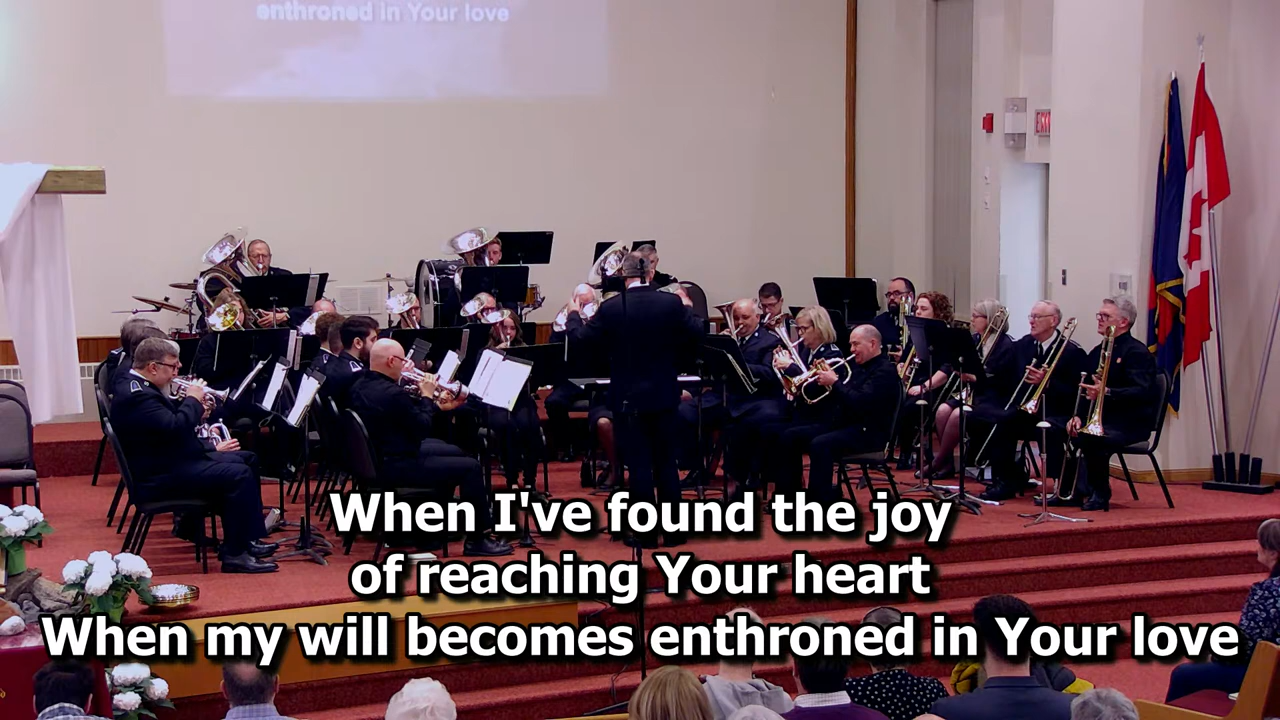 enthroned in Your love
When I've found the joy
of reaching Your heart
When my will becomes enthroned in Your love